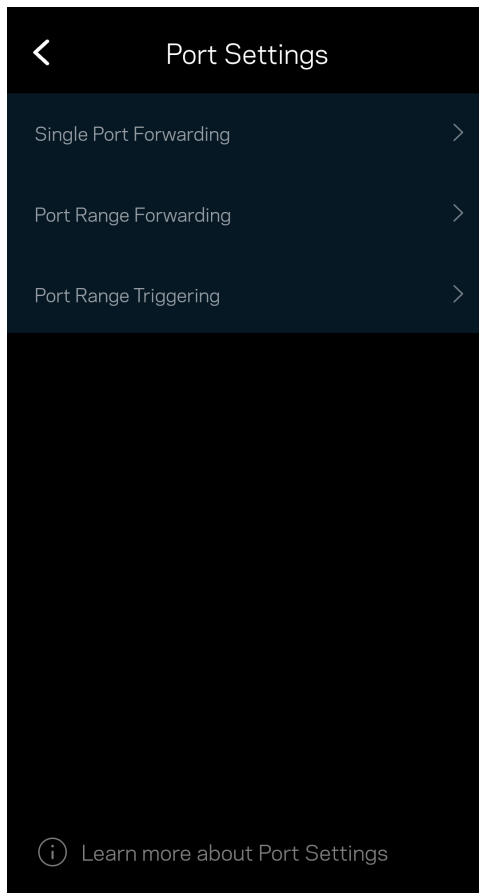 Port Settings
Single Port Forwarding
Port Range Forwarding
Port Range Triggering
Learn more about Port Settings